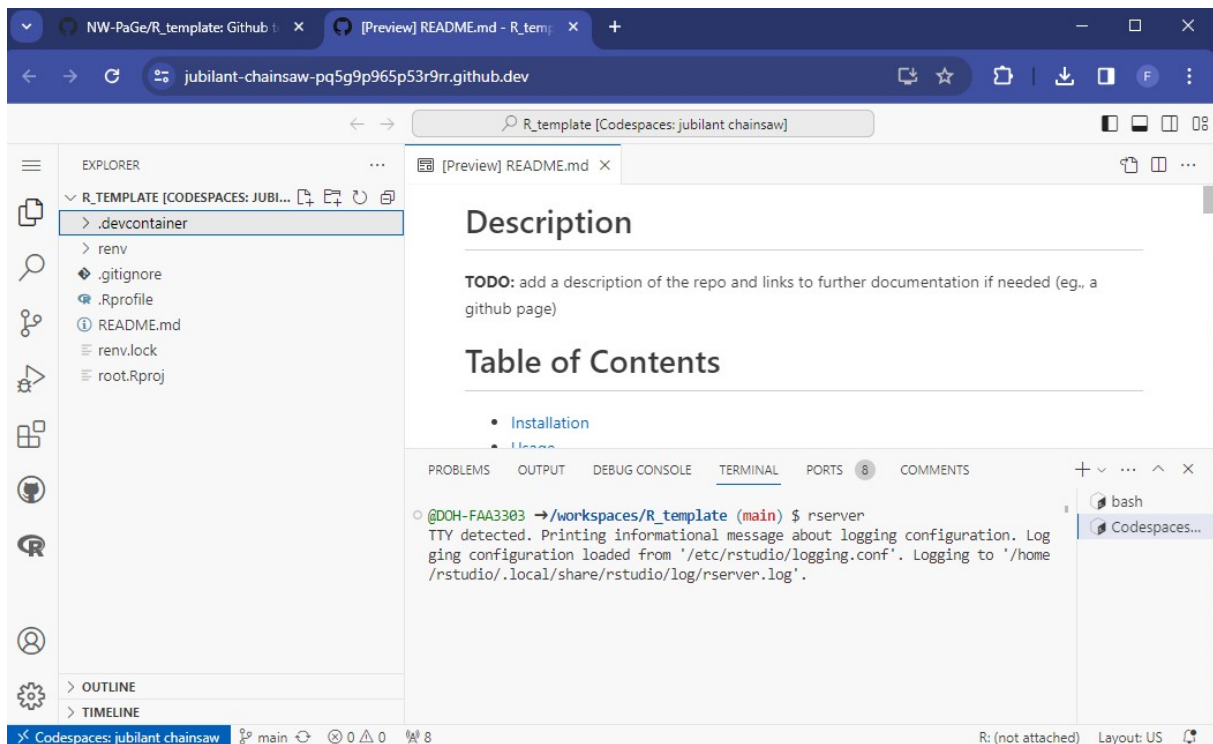 NW-PaGe/R_template: Github t
[Preview] README.md - R_temp
jubilant-chainsaw-pq5g9p965p53r9rr.github.dev
F
R_template [Codespaces: jubilant chainsaw]
EXPLORER
[Preview] README.md
R_TEMPLATE [CODESPACES: JUBI...
.devcontainer
renv
.gitignore
.Rprofile
README.md
renv.lock
root.Rproj
Description
TODO: add a description of the repo and links to further documentation if needed (eg., a
github page)
Table of Contents
Installation
Usage
PROBLEMS OUTPUT DEBUG CONSOLE TERMINAL PORTS 8 COMMENTS
@DOH-FAA3303 →/workspaces/R_template (main) $ rserver
TTY detected. Printing informational message about logging configuration. Log
ging configuration loaded from '/etc/rstudio/logging.conf'. Logging to '/home
/rstudio/.local/share/rstudio/log/rserver.log'.
bash
Codespaces...
OUTLINE
TIMELINE
Codespaces: jubilant chainsaw main 0 0 8 R: (not attached) Layout: US